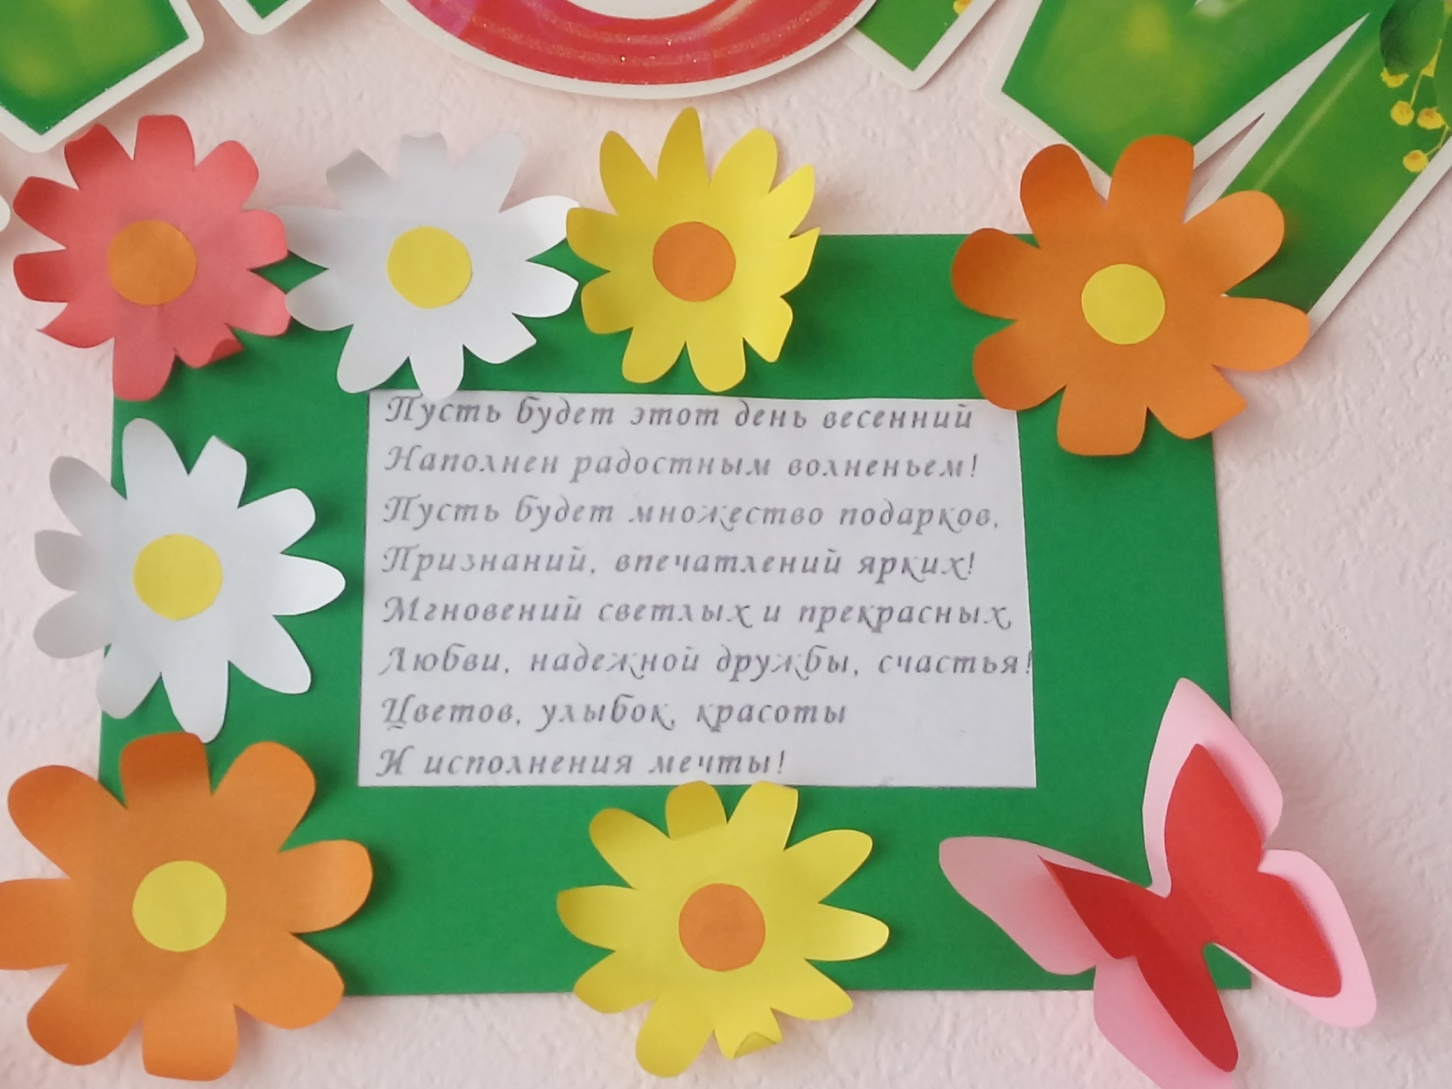 Пусть будет этот день весенний
Наполнен радостным волненьем!
Пусть будет множество подарков,
Признаний, впечатлений ярких!
Мгновений светлых и прекрасных,
Любви, надежной дружбы, счастья!
Цветов, улыбок, красоты
И исполнения мечты!